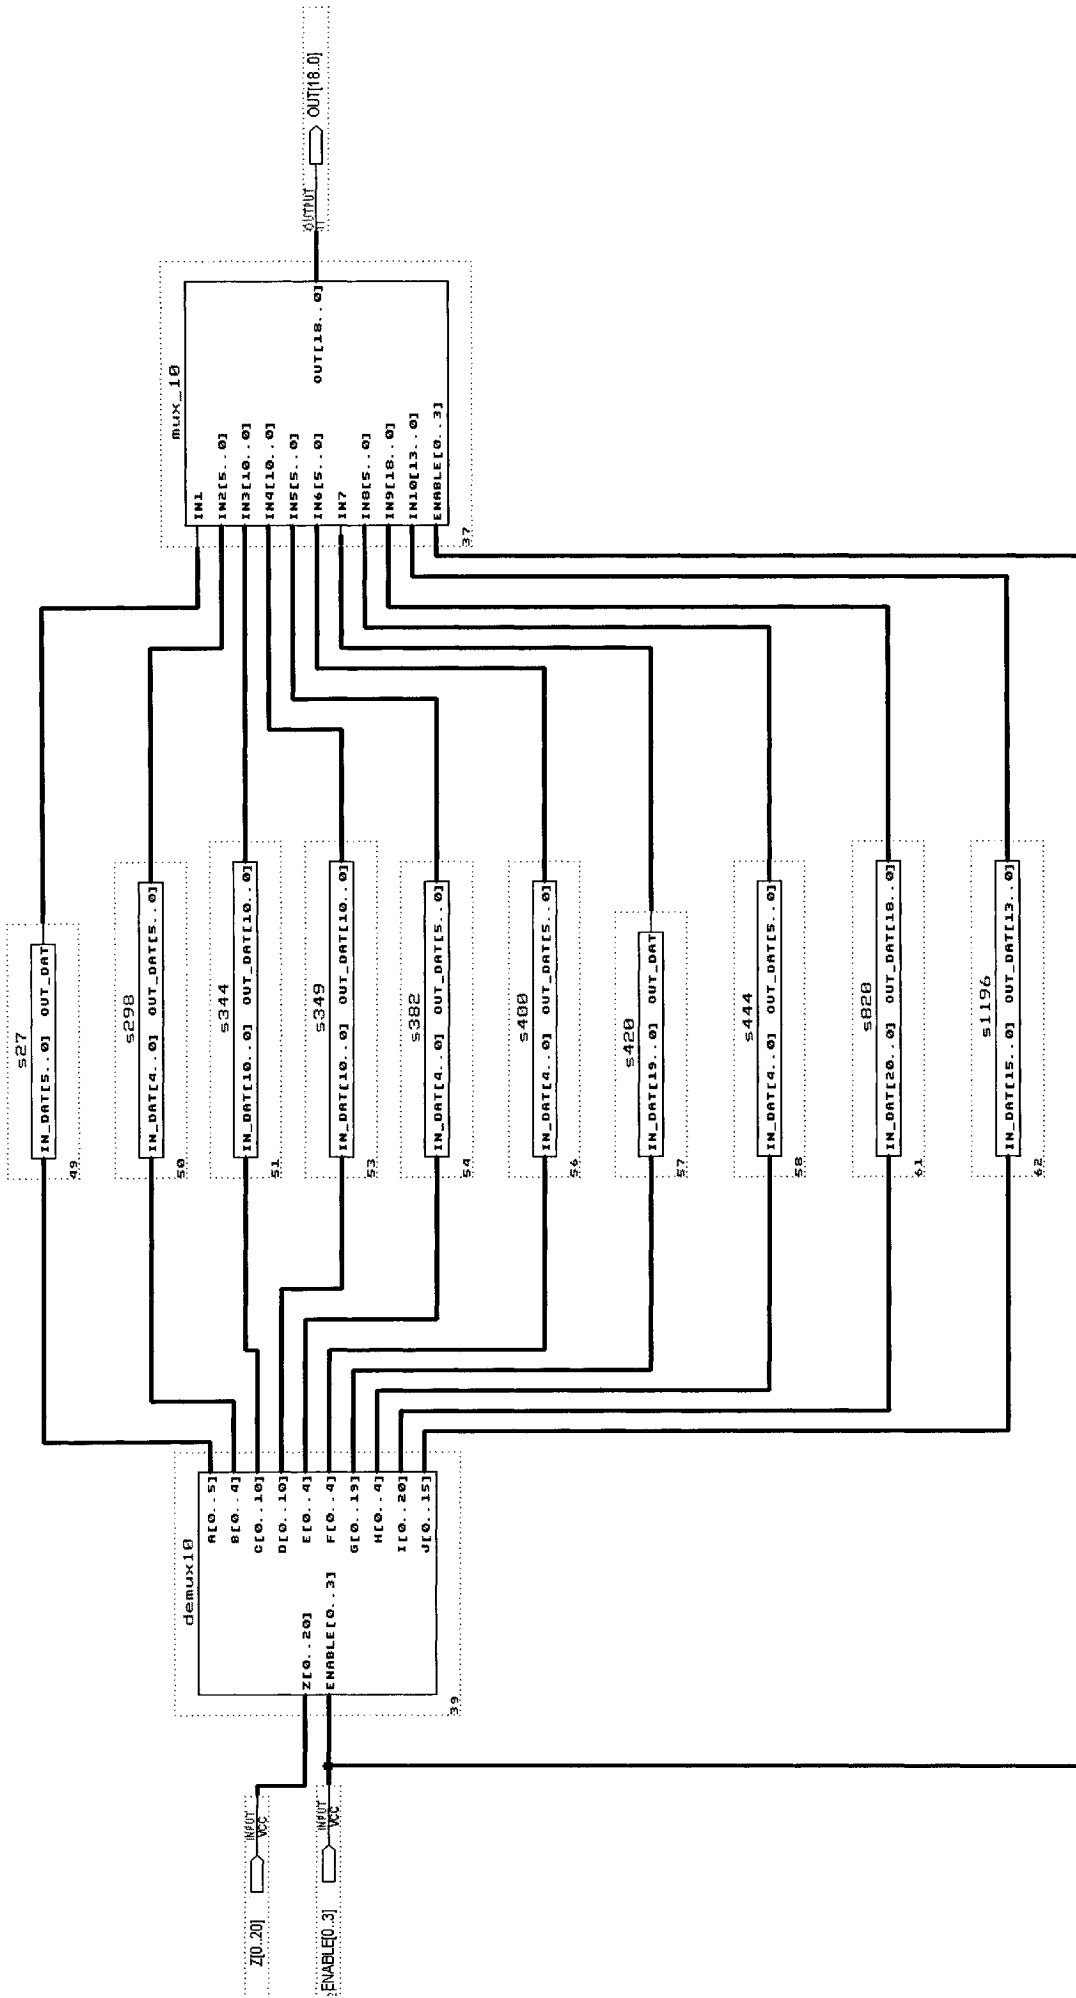 OUT[18..0]
OUTPUT
mux_10
OUT[18..0]
IN1
IN2[5..0]
IN3[10..0]
IN4[10..0]
IN5[5..0]
IN6[5..0]
IN7
IN8[5..0]
IN9[18..0]
IN10[13..0]
ENABLE[0..3]
37
s27
IN_DAT[5..0] OUT_DAT
49
s298
IN_DAT[4..0] OUT_DAT[5..0]
50
s344
IN_DAT[10..0] OUT_DAT[10..0]
51
s349
IN_DAT[10..0] OUT_DAT[10..0]
53
s382
IN_DAT[4..0] OUT_DAT[5..0]
54
s400
IN_DAT[4..0] OUT_DAT[5..0]
56
s420
IN_DAT[19..0] OUT_DAT
57
s444
IN_DAT[4..0] OUT_DAT[5..0]
58
s820
IN_DAT[20..0] OUT_DAT[18..0]
61
s1196
IN_DAT[15..0] OUT_DAT[13..0]
62
demux10
A[0..5]
B[0..4]
C[0..10]
D[0..10]
E[0..4]
F[0..4]
G[0..19]
H[0..4]
I[0..20]
J[0..15]
Z[0..20]
ENABLE[0..3]
39
INPUT
VCC
Z[0..20]
INPUT
VCC
ENABLE[0..3]